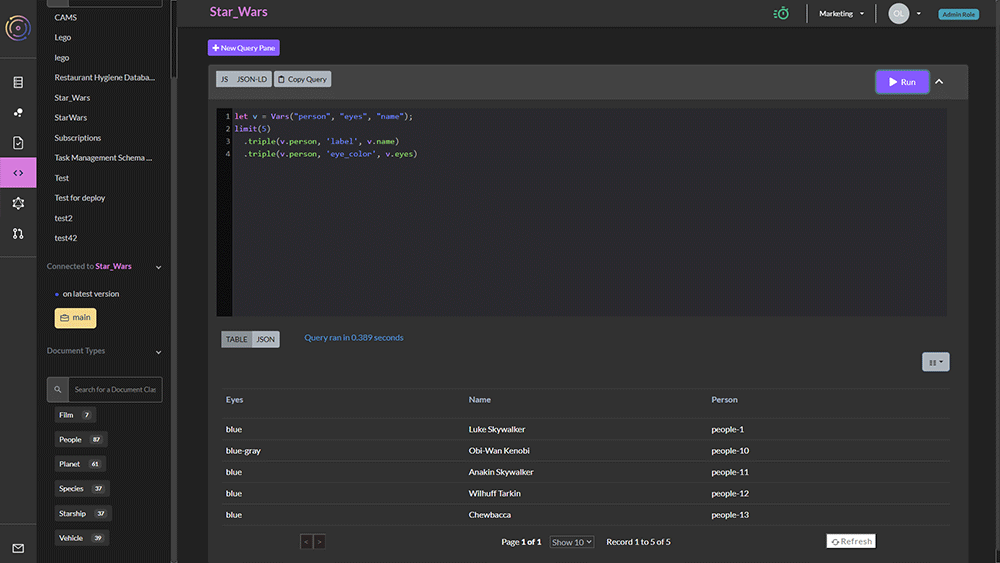 CAMS
Lego
lego
Restaurant Hygiene Databa...
Star_Wars
StarWars
Subscriptions
Task Management Schema ...
Test
Test for deploy
test2
test42
Connected to Star_Wars
on latest version
main
Document Types
Search for a Document Clas
Film 7
People 87
Planet 61
Species 37
Starship 37
Vehicle 39
Star_Wars
Marketing
OL
Admin Role
New Query Pane
JS JSON-LD Copy Query
Run
1 let v = Vars("person", "eyes", "name");
2 limit(5)
3 .triple(v.person, 'label', v.name)
4 .triple(v.person, 'eye_color', v.eyes)
TABLE JSON Query ran in 0.389 seconds
Eyes Name Person
blue Luke Skywalker people-1
blue-gray Obi-Wan Kenobi people-10
blue Anakin Skywalker people-11
blue Wilhuff Tarkin people-12
blue Chewbacca people-13
< > Page 1 of 1 Show 10 Record 1 to 5 of 5 Refresh